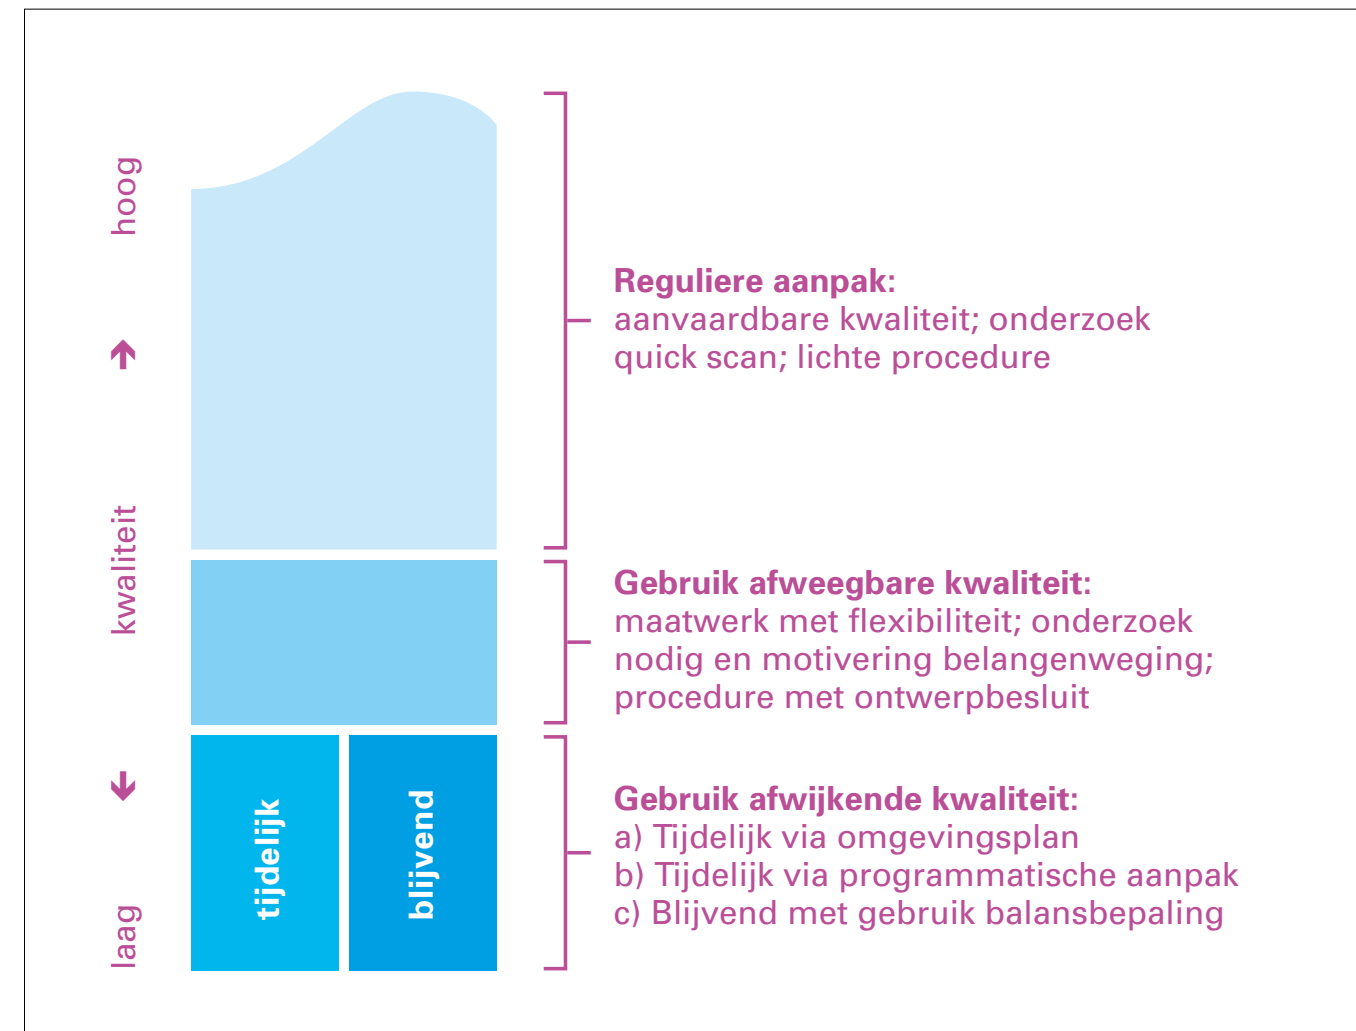 hoog
kwaliteit
laag
tijdelijk
blijvend
Reguliere aanpak:
aanvaardbare kwaliteit; onderzoek
quick scan; lichte procedure
Gebruik afweegbare kwaliteit:
maatwerk met flexibiliteit; onderzoek
nodig en motivering belangenweging;
procedure met ontwerpbesluit
Gebruik afwijkende kwaliteit:
a) Tijdelijk via omgevingsplan
b) Tijdelijk via programmatische aanpak
c) Blijvend met gebruik balansbepaling